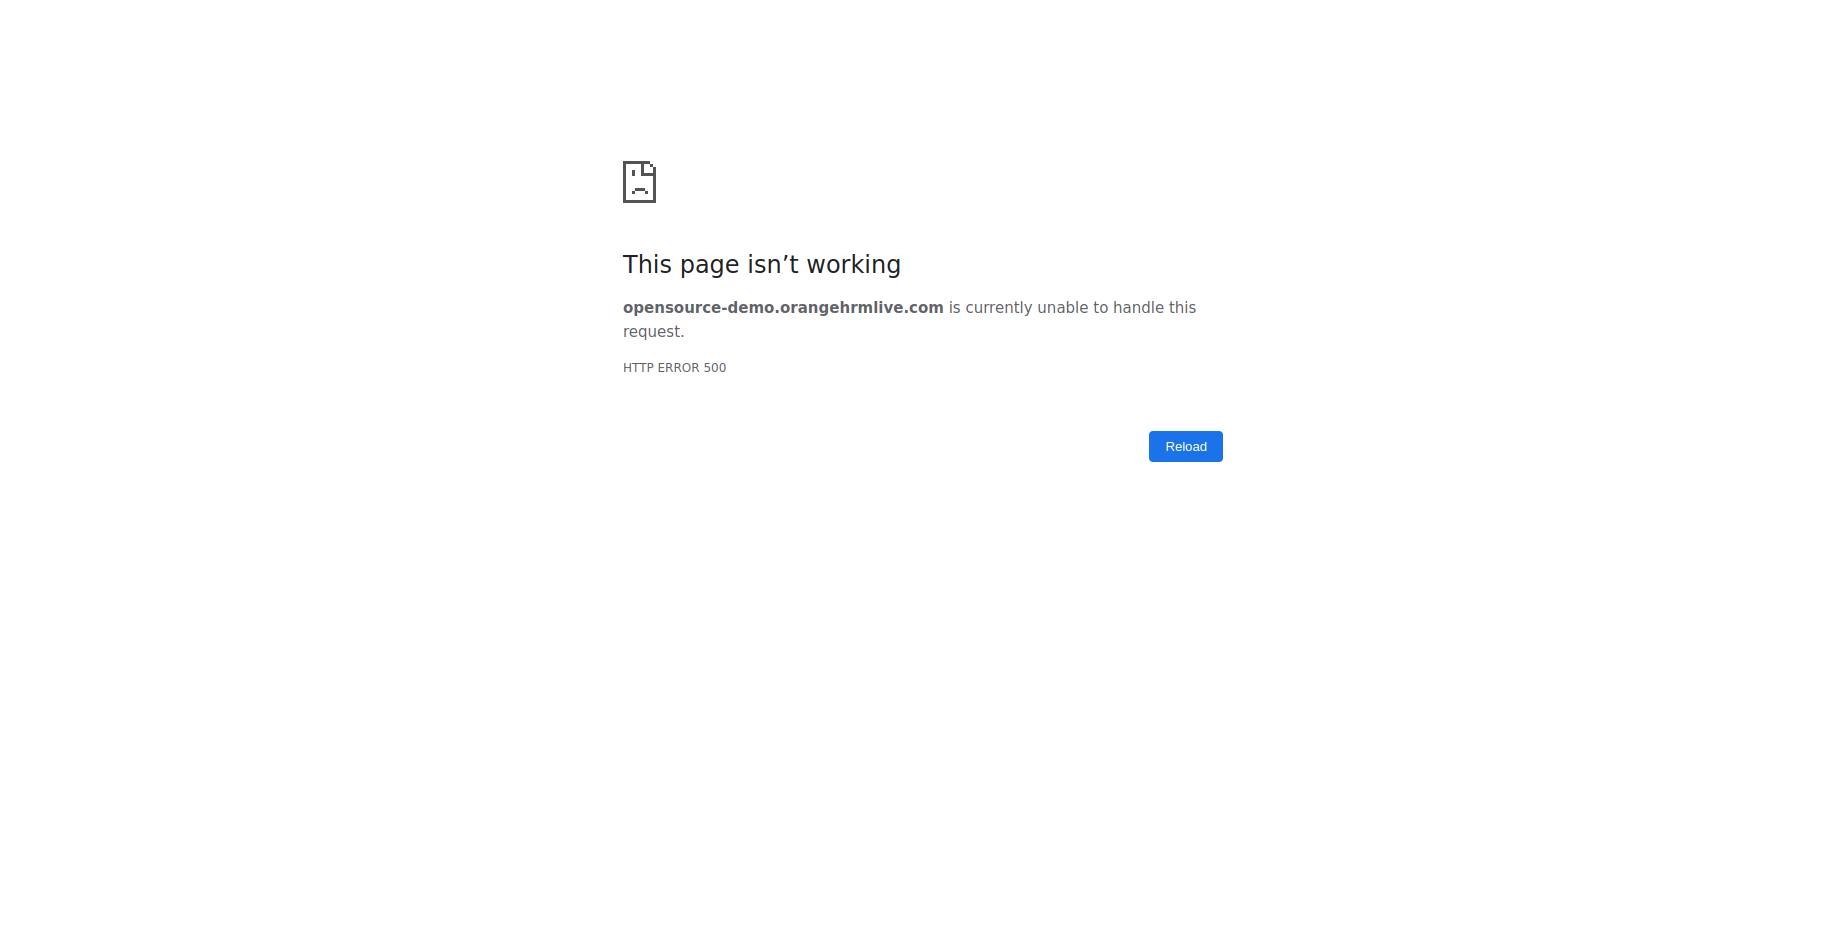 This page isn’t working
opensource-demo.orangehrmlive.com is currently unable to handle this
request.
HTTP ERROR 500
Reload